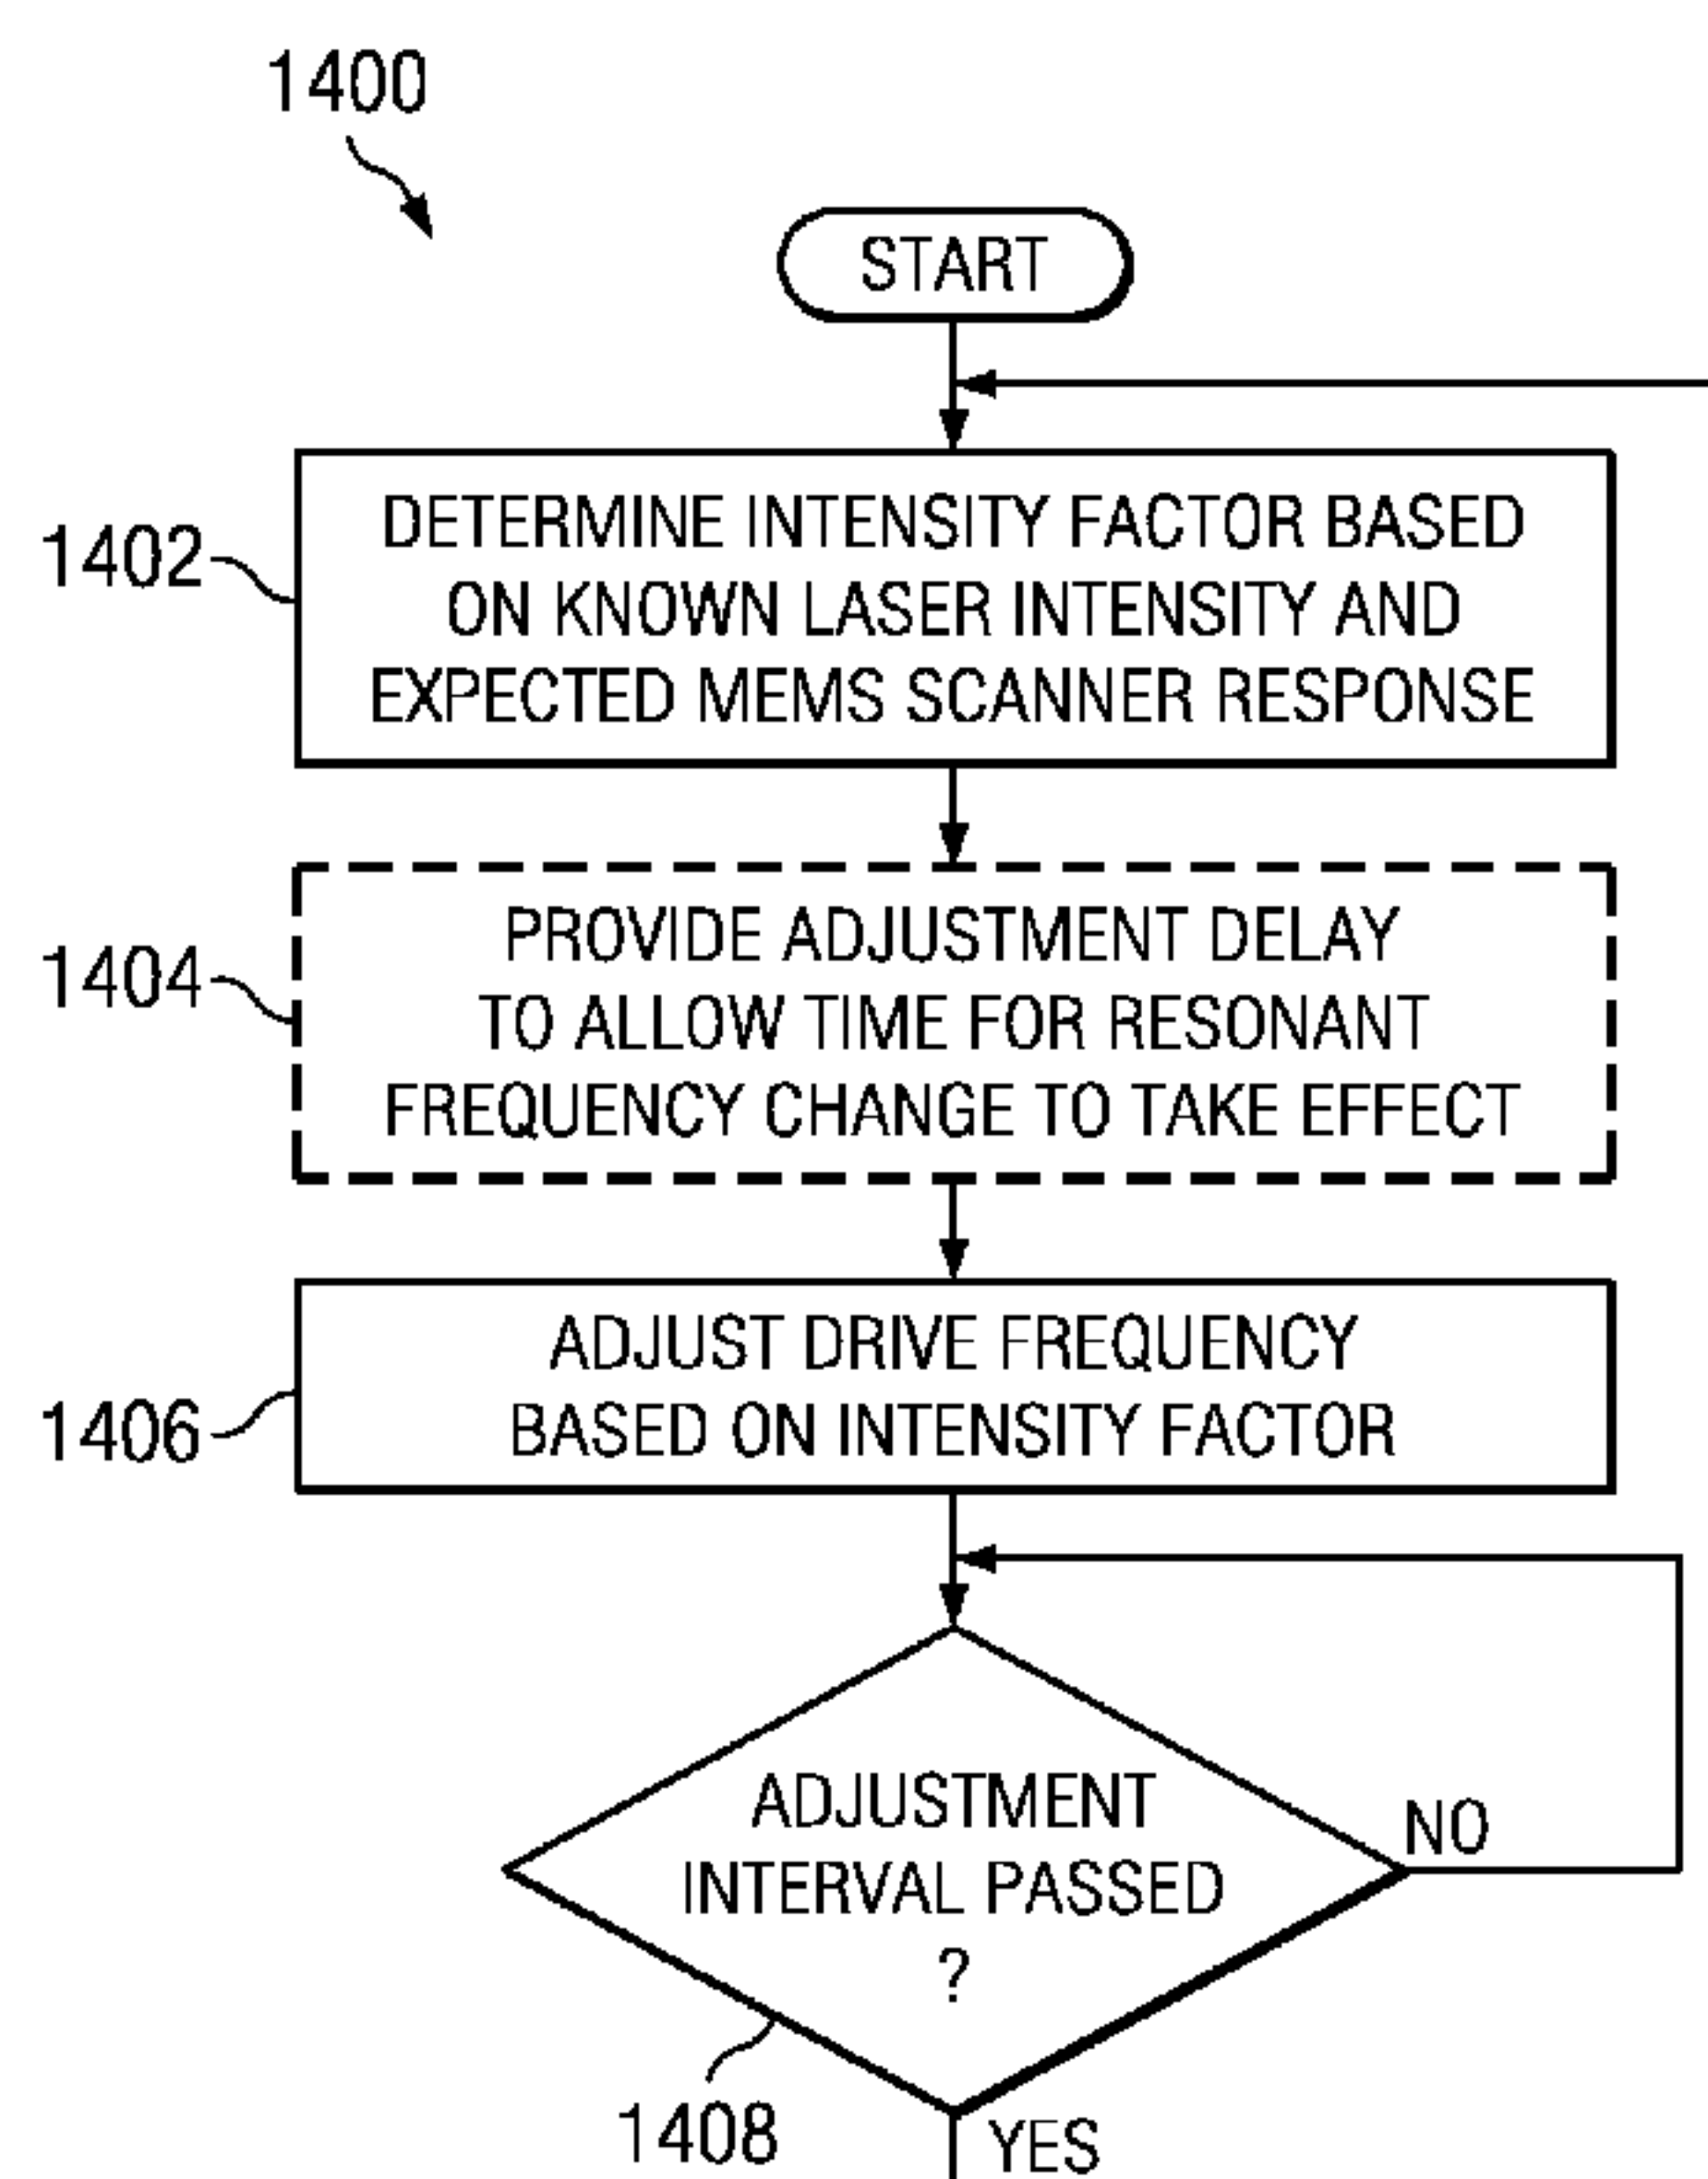 1400
START
1402
DETERMINE INTENSITY FACTOR BASED
ON KNOWN LASER INTENSITY AND
EXPECTED MEMS SCANNER RESPONSE
1404
PROVIDE ADJUSTMENT DELAY
TO ALLOW TIME FOR RESONANT
FREQUENCY CHANGE TO TAKE EFFECT
1406
ADJUST DRIVE FREQUENCY
BASED ON INTENSITY FACTOR
ADJUSTMENT
INTERVAL PASSED
?
NO
1408
YES